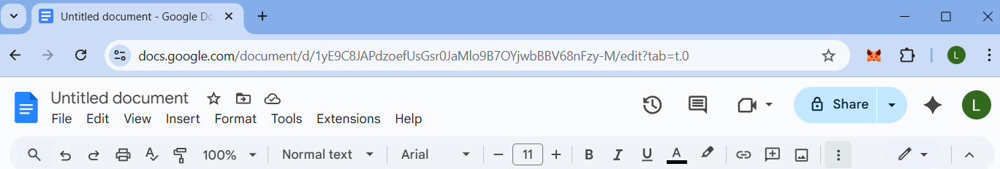 Untitled document - Google Do
docs.google.com/document/d/1yE9C8JAPdzoefUsGsr0JaMlo9B7OYjwbBBV68nFzy-M/edit?tab=t.0
L
Untitled document
File Edit View Insert Format Tools Extensions Help
Share
L
100% Normal text Arial 11 B I U A